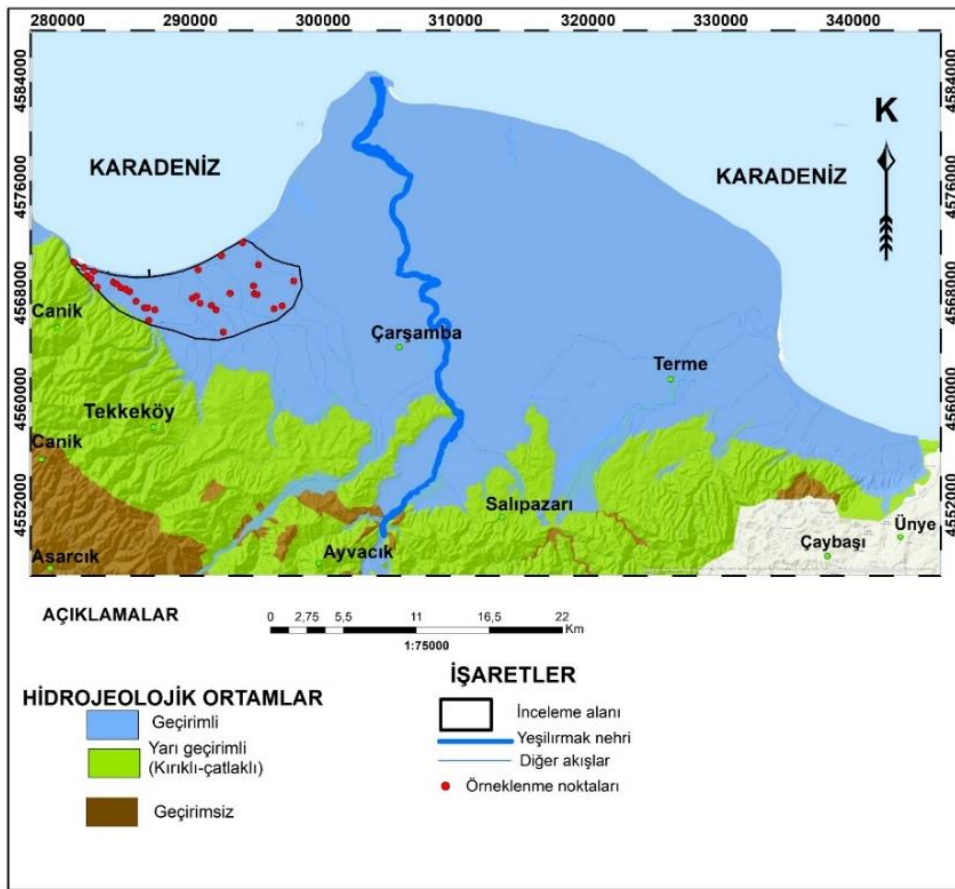 280000 290000 300000 310000 320000 330000 340000
4584000
4584000
K
KARADENİZ
KARADENİZ
4576000
4576000
4568000
4568000
Canik
Çarşamba
Terme
4560000
4560000
Tekkeköy
Canik
4552000
4552000
Salıpazarı
Ünye
Asarcık
Ayvacık
Çaybaşı
AÇIKLAMALAR
0 2,75 5,5 11 16,5 22
Km
1:75000
İŞARETLER
HİDROJEOLOJİK ORTAMLAR
Geçirimli
Yarı geçirimli
(Kırıklı-çatlaklı)
Geçirimsiz
İnceleme alanı
Yeşilırmak nehri
Diğer akışlar
Örneklenme noktaları